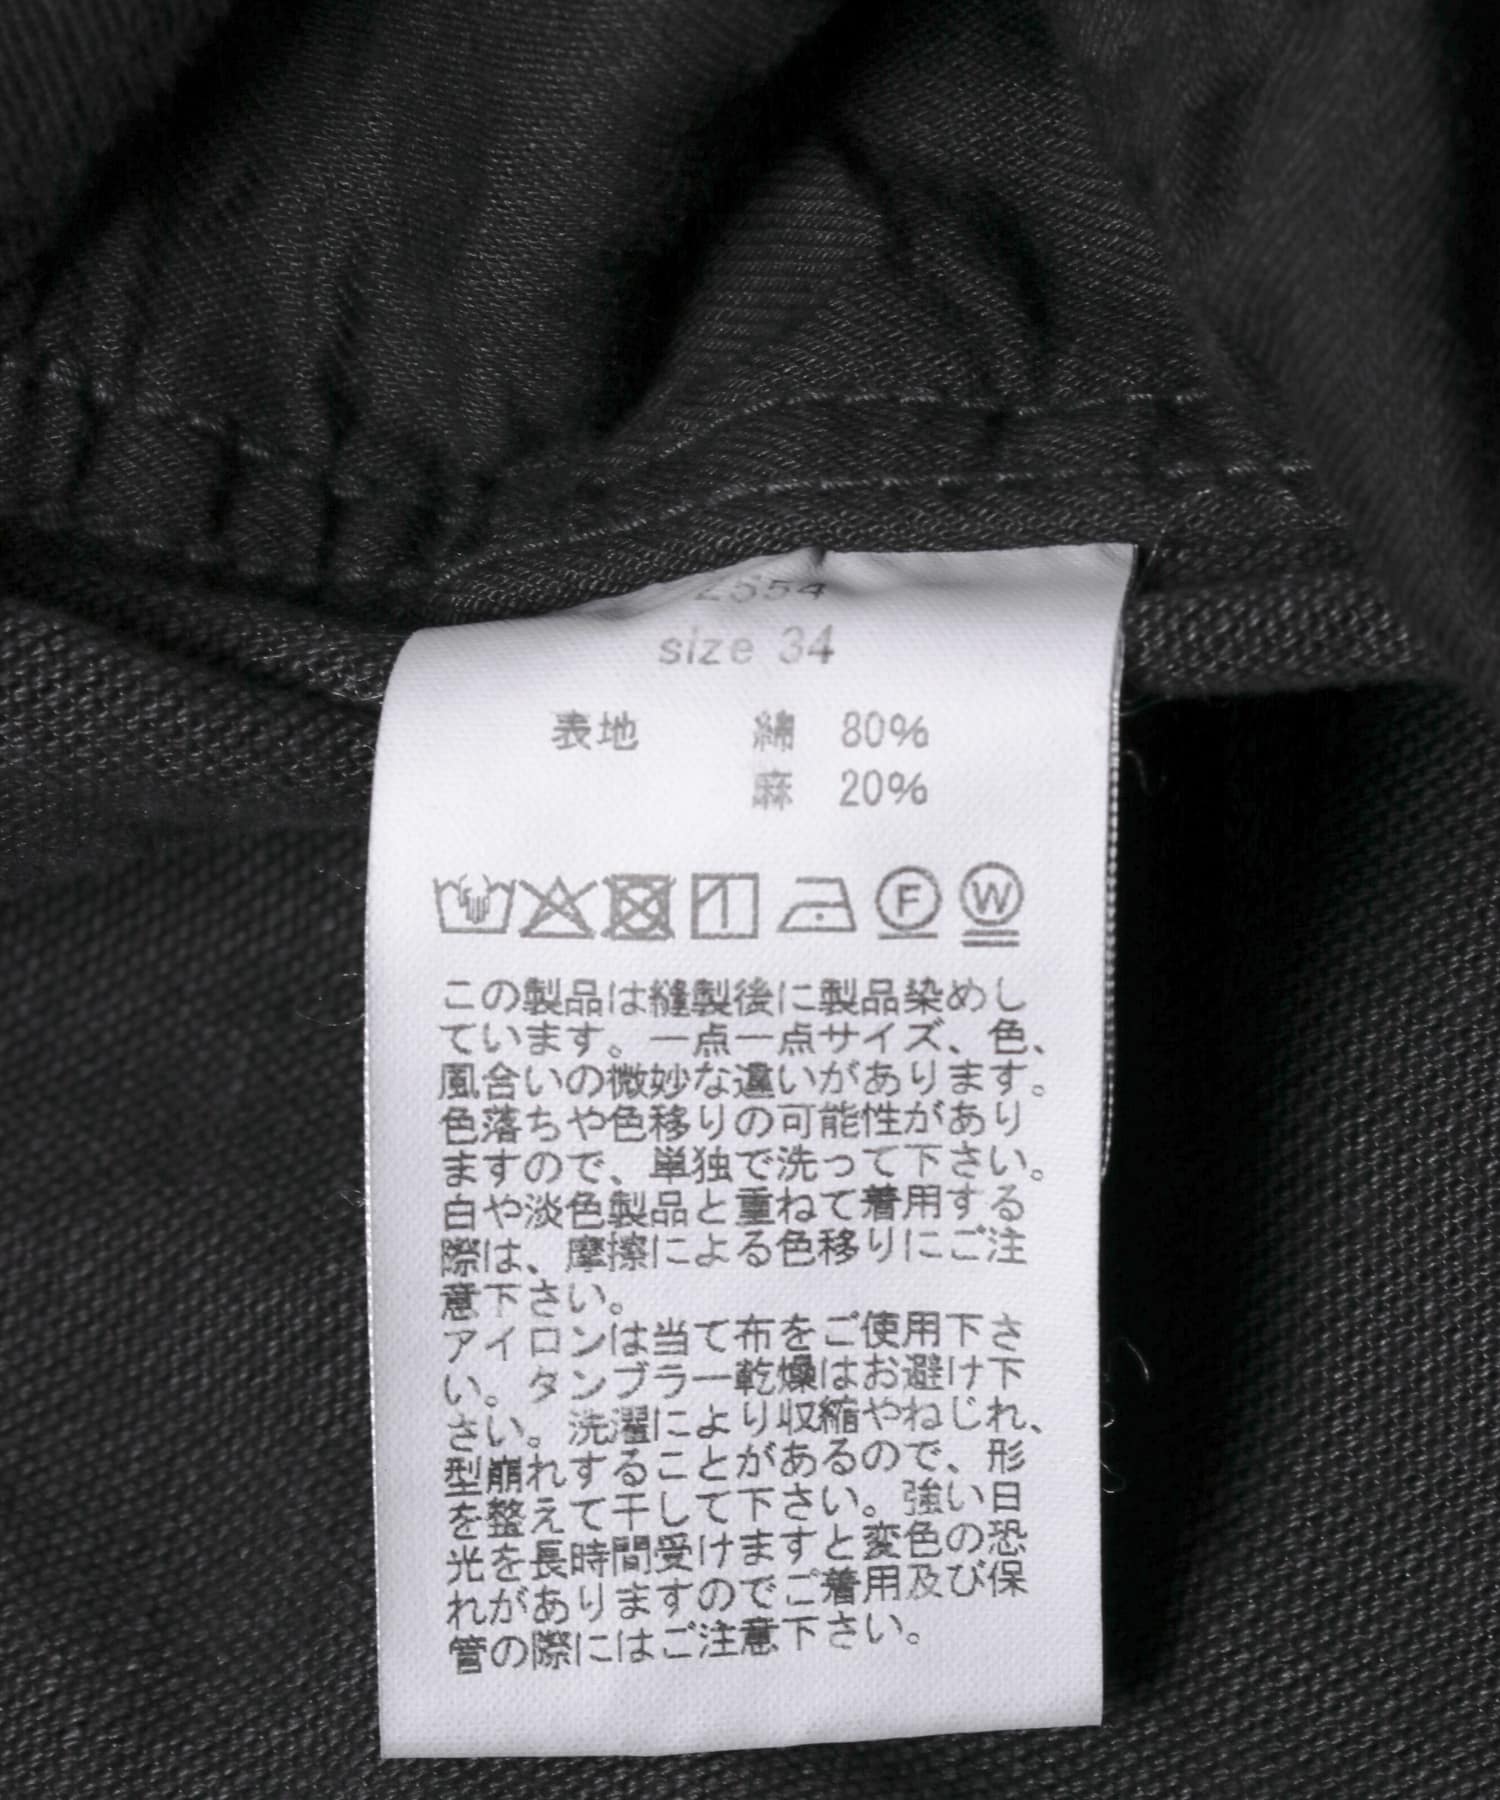 size 34
表地 綿 80%
麻 20%
F W
この製品は縫製後に製品染めし
ています。一点一点サイズ、色、
風合いの微妙な違いがあります。
色落ちや色移りの可能性があり
ますので、単独で洗って下さい。
白や淡色製品と重ねて着用する
際は、摩擦による色移りにご注
意下さい。
アイロンは当て布をご使用下さ
い。タンブラー乾燥はお避け下
さい。洗濯により収縮やねじれ、
型崩れすることがあるので、形
を整えて干して下さい。強い日
光を長時間受けますと変色の恐
れがありますのでご着用及び保
管の際にはご注意下さい。